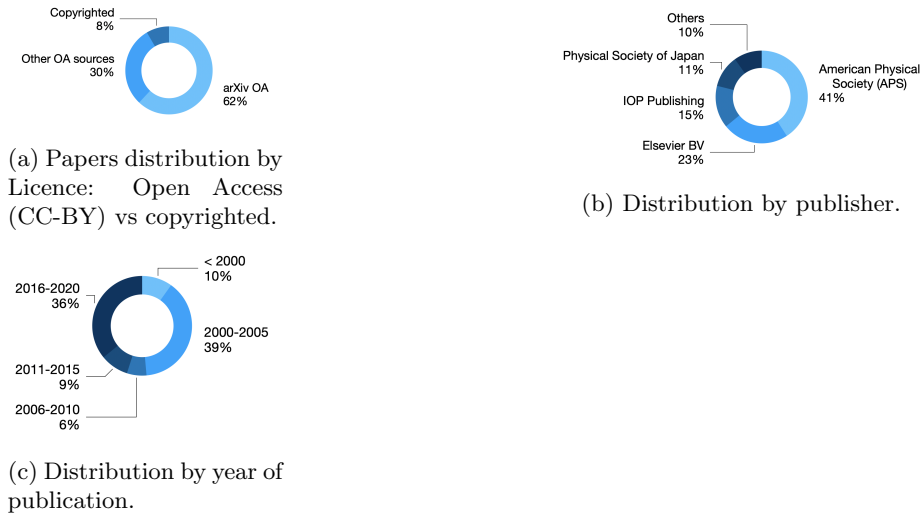 Copyrighted
8%
Other OA sources
30%
arXiv OA
62%
(a) Papers distribution by
Licence: Open Access
(CC-BY) vs copyrighted.
Others
10%
Physical Society of Japan
11%
IOP Publishing
15%
Elsevier BV
23%
American Physical
Society (APS)
41%
(b) Distribution by publisher.
< 2000
10%
2016-2020
36%
2000-2005
39%
2011-2015
9%
2006-2010
6%
(c) Distribution by year of
publication.